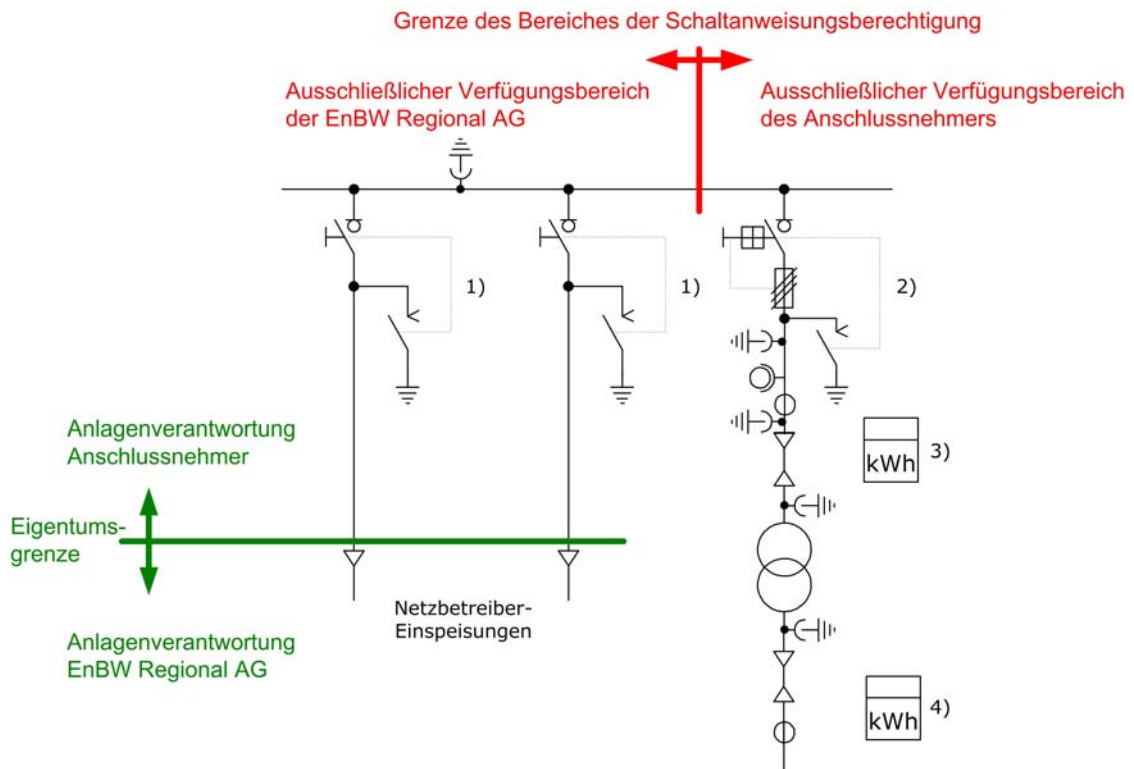 Grenze des Bereiches der Schaltanweisungsberechtigung
Ausschließlicher Verfügungsbereich
der EnBW Regional AG
Ausschließlicher Verfügungsbereich
des Anschlussnehmers
1)
1)
2)
Anlagenverantwortung
Anschlussnehmer
kWh
3)
Eigentums-
grenze
Netzbetreiber-
Einspeisungen
Anlagenverantwortung
EnBW Regional AG
kWh
4)